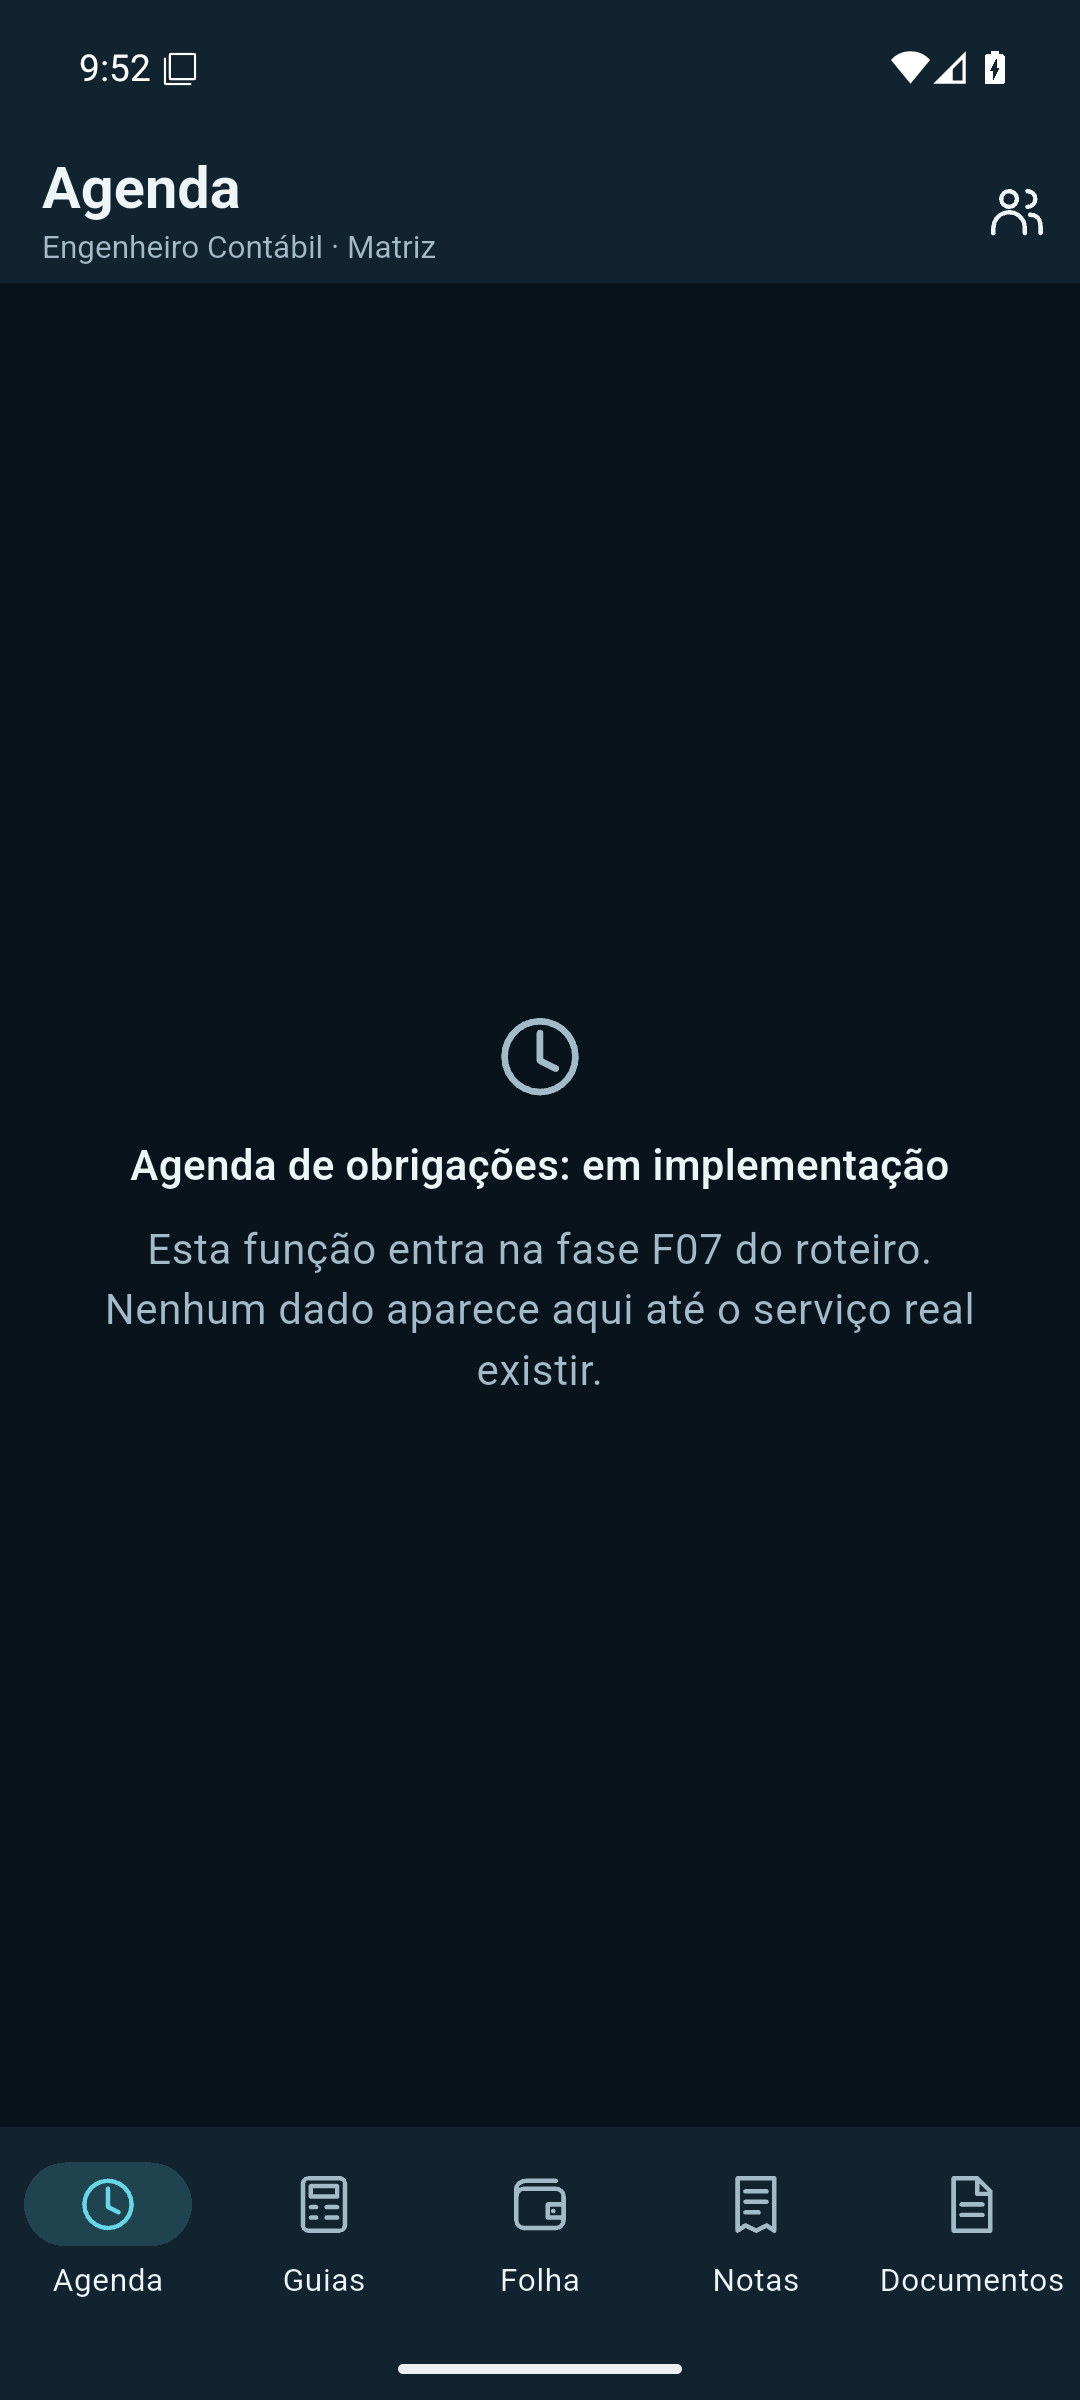 9:52
Agenda
Engenheiro Contábil · Matriz
Agenda de obrigações: em implementação
Esta função entra na fase F07 do roteiro.
Nenhum dado aparece aqui até o serviço real
existir.
Agenda
Guias
Folha
Notas
Documentos